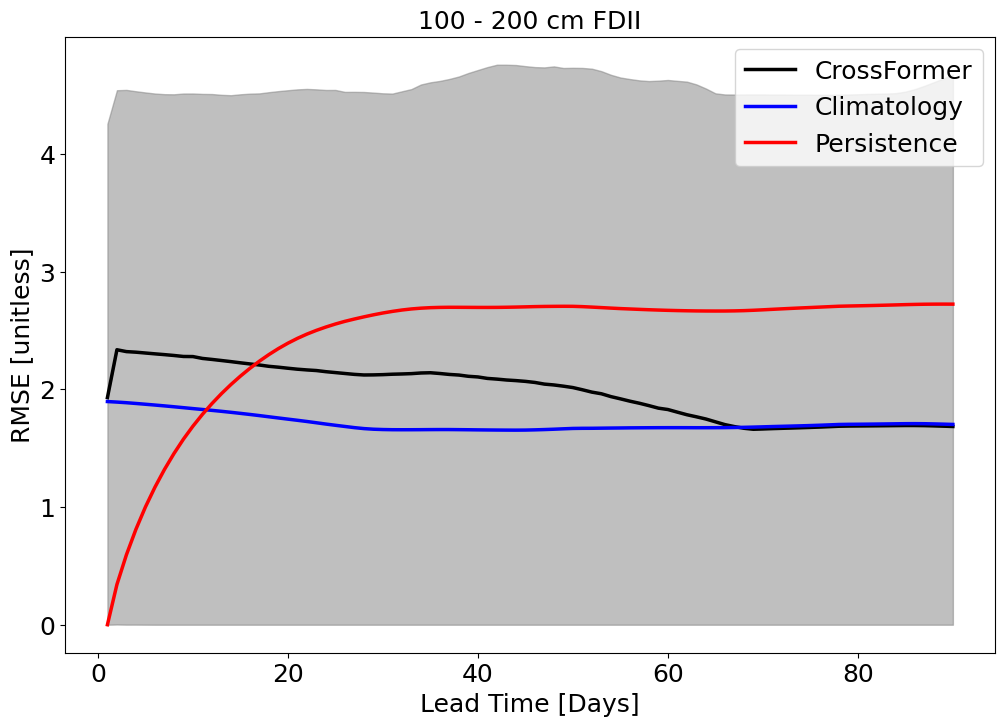 100 - 200 cm FDII
CrossFormer
Climatology
Persistence
RMSE [unitless]
4
3
2
1
0
0 20 40 60 80
Lead Time [Days]